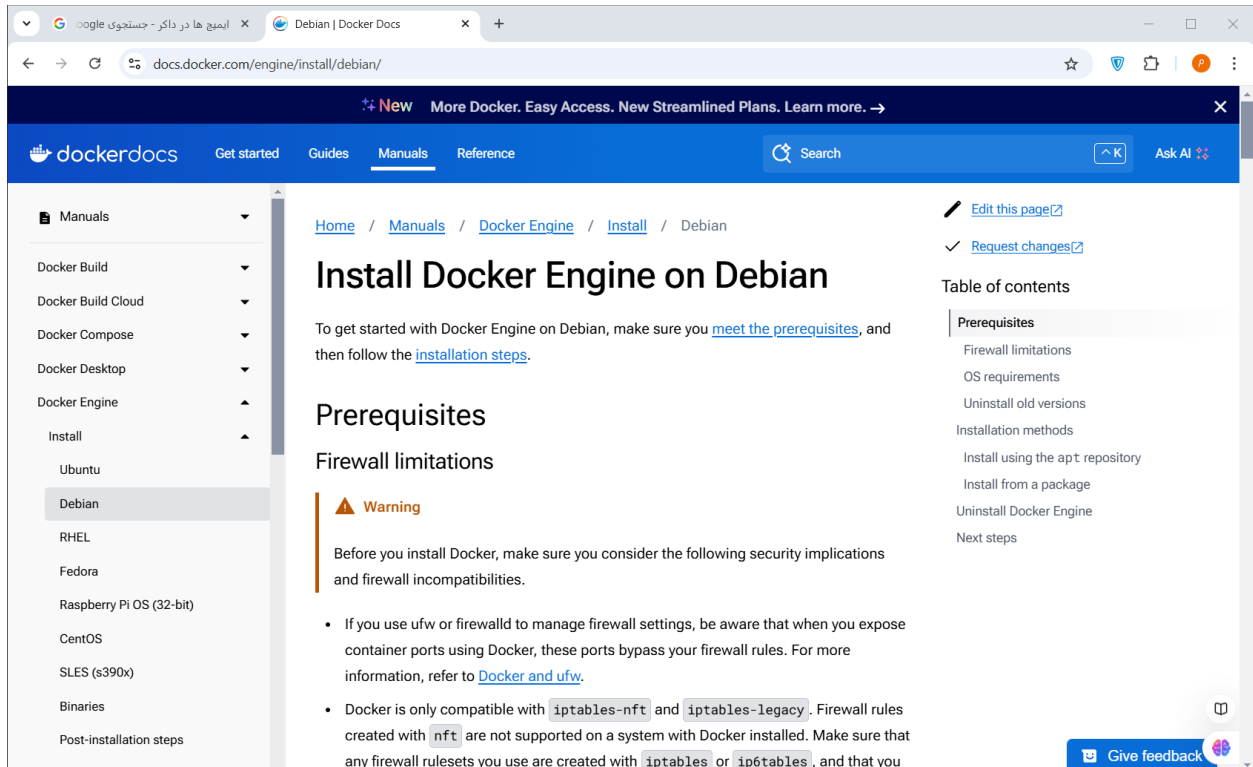 ایمیج ها در داکر - جستجوی oogle
Debian | Docker Docs
docs.docker.com/engine/install/debian/
P
New More Docker. Easy Access. New Streamlined Plans. Learn more. →
dockerdocs
Get started
Guides
Manuals
Reference
Search
^ K
Ask AI
Manuals
Docker Build
Docker Build Cloud
Docker Compose
Docker Desktop
Docker Engine
Install
Ubuntu
Debian
RHEL
Fedora
Raspberry Pi OS (32-bit)
CentOS
SLES (s390x)
Binaries
Post-installation steps
Home / Manuals / Docker Engine / Install / Debian
Install Docker Engine on Debian
To get started with Docker Engine on Debian, make sure you meet the prerequisites, and
then follow the installation steps.
Prerequisites
Firewall limitations
Warning
Before you install Docker, make sure you consider the following security implications
and firewall incompatibilities.
• If you use ufw or firewalld to manage firewall settings, be aware that when you expose
container ports using Docker, these ports bypass your firewall rules. For more
information, refer to Docker and ufw.
• Docker is only compatible with iptables-nft and iptables-legacy. Firewall rules
created with nft are not supported on a system with Docker installed. Make sure that
any firewall rulesets you use are created with iptables or ip6tables, and that you
Edit this page
Request changes
Table of contents
Prerequisites
Firewall limitations
OS requirements
Uninstall old versions
Installation methods
Install using the apt repository
Install from a package
Uninstall Docker Engine
Next steps
Give feedback